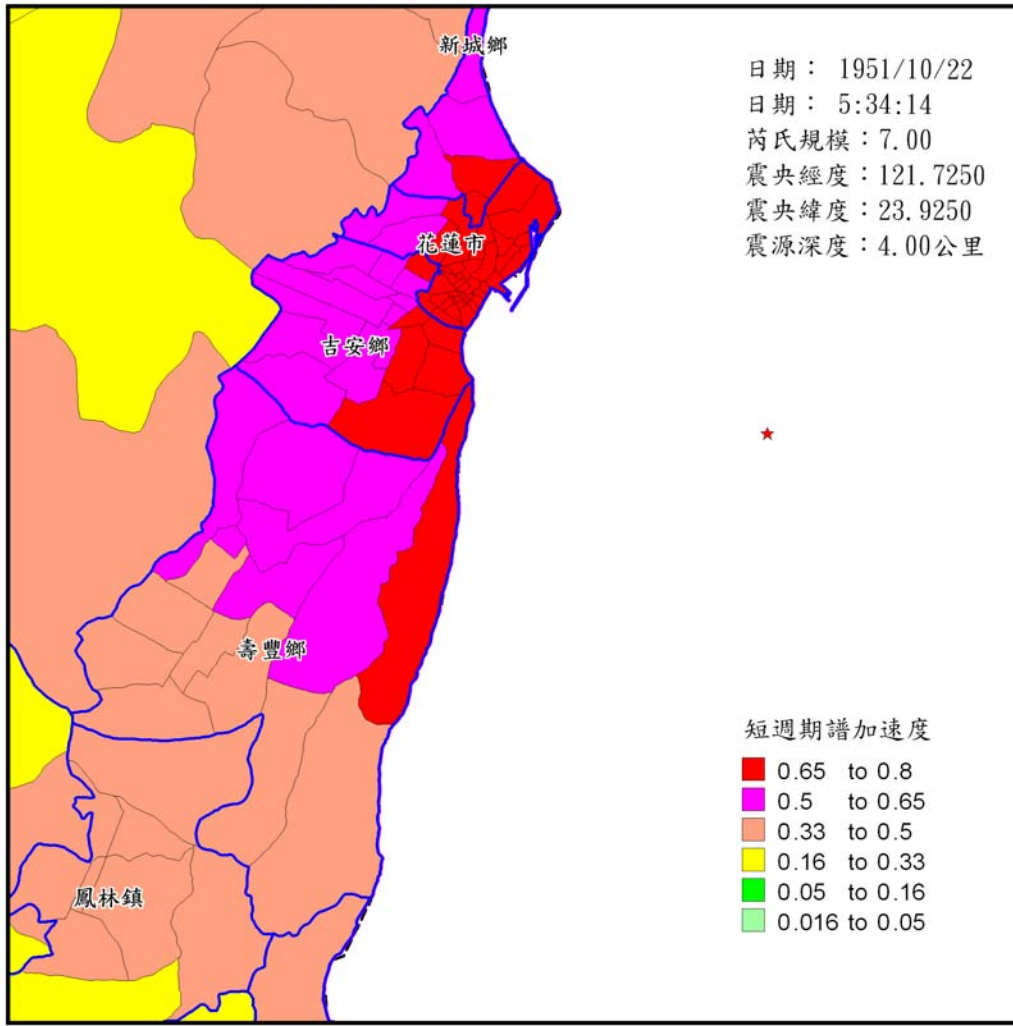 新城鄉
日期： 1951/10/22
日期： 5:34:14
芮氏規模：7.00
震央經度：121.7250
震央緯度：23.9250
震源深度：4.00公里
花蓮市
吉安鄉
壽豐鄉
鳳林鎮
短週期譜加速度
0.65 to 0.8
0.5 to 0.65
0.33 to 0.5
0.16 to 0.33
0.05 to 0.16
0.016 to 0.05